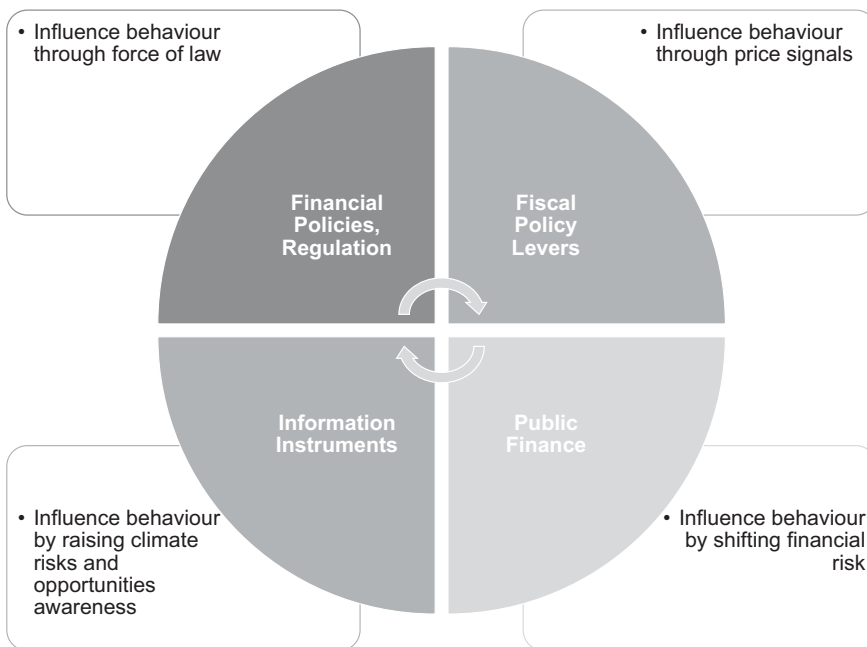 • Influence behaviour
through force of law
• Influence behaviour
through price signals
Financial
Policies,
Regulation
Fiscal
Policy
Levers
Information
Instruments
Public
Finance
• Influence behaviour
by raising climate
risks and
opportunities
awareness
• Influence behaviour
by shifting financial
risk